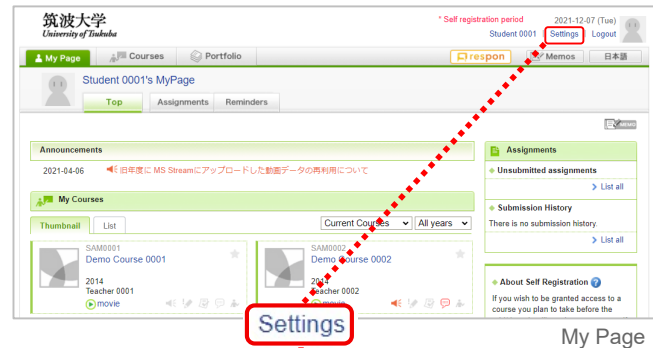 筑波大学
University of Tsukuba
* Self registration period 2021-12-07 (Tue)
Student 0001 Settings Logout
My Page Courses Portfolio respon Memos 日本語
Student 0001's MyPage
Top Assignments Reminders
MEMO
Announcements
2021-04-06 旧年度に MS Streamにアップロードした動画データの再利用について
My Courses
Thumbnail List Current Courses All years
SAM0001
Demo Course 0001
2014
Teacher 0001
movie
SAM0002
Demo Course 0002
2014
Teacher 0002
movie
Assignments
Unsubmitted assignments
List all
Submission History
There is no submission history.
List all
About Self Registration ?
If you wish to be granted access to a
course you plan to take before the
Settings
My Page